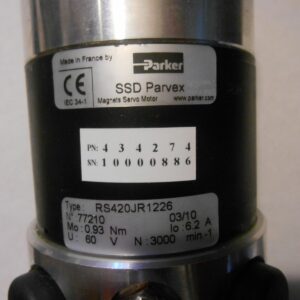 Made in France by
Parker
CE
SSD Parvex
IEC 34-1
Magnets Servo Motor
www.parker.com
PN: 4 3 4 2 7 4
SN: 1 0 0 0 0 8 8 6
Type: RS420JR1226
N° 77210 03/10
Mo: 0.93 Nm Io: 6.2 A
U: 60 V N: 3000 min-1